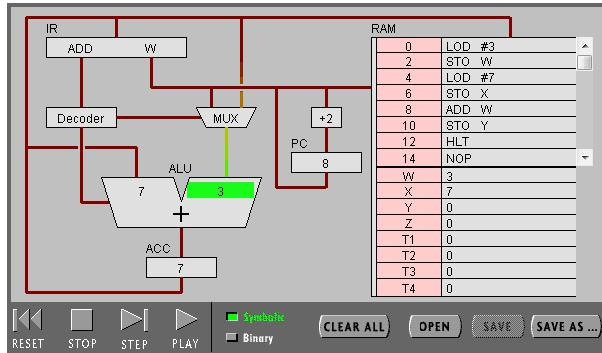 IR
ADD W
Decoder
MUX
+2
PC
8
ALU
7 3
+
ACC
7
RAM
0 LOD #3
2 STO W
4 LOD #7
6 STO X
8 ADD W
10 STO Y
12 HLT
14 NOP
W 3
X 7
Y 0
Z 0
T1 0
T2 0
T3 0
T4 0
RESET STOP STEP PLAY
Symbolic
Binary
CLEAR ALL OPEN SAVE SAVE AS ...